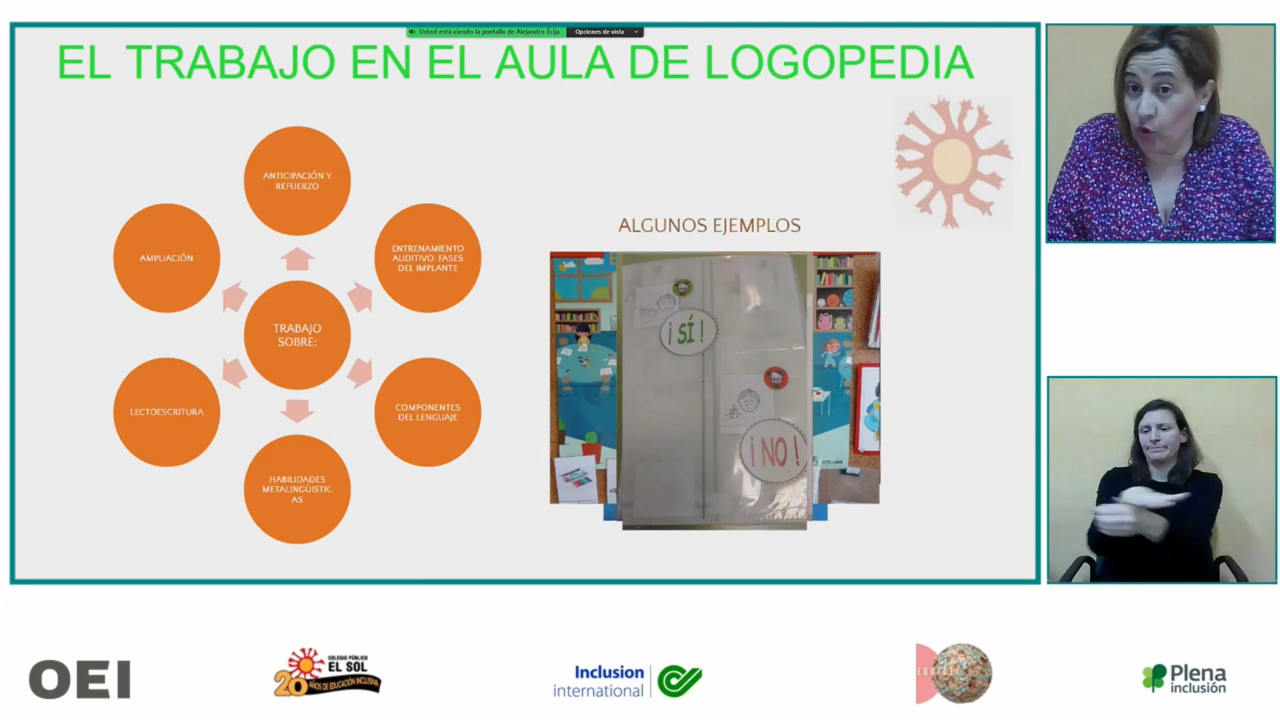 Usted está viendo la pantalla de Alejandro Écija
Opciones de vista
EL TRABAJO EN EL AULA DE LOGOPEDIA
ANTICIPACIÓN Y
REFUERZO
AMPLIACIÓN
ENTRENAMIENTO
AUDITIVO. FASES
DEL IMPLANTE
TRABAJO
SOBRE:
LECTOESCRITURA
COMPONENTES
DEL LENGUAJE
HABILIDADES
METALINGÜISTIC
AS
ALGUNOS EJEMPLOS
¡SÍ!
¡NO!
OEI
COLEGIO PÚBLICO
EL SOL
20 AÑOS DE EDUCACIÓN INCLUSIVA
Inclusion
international
Plena
inclusión